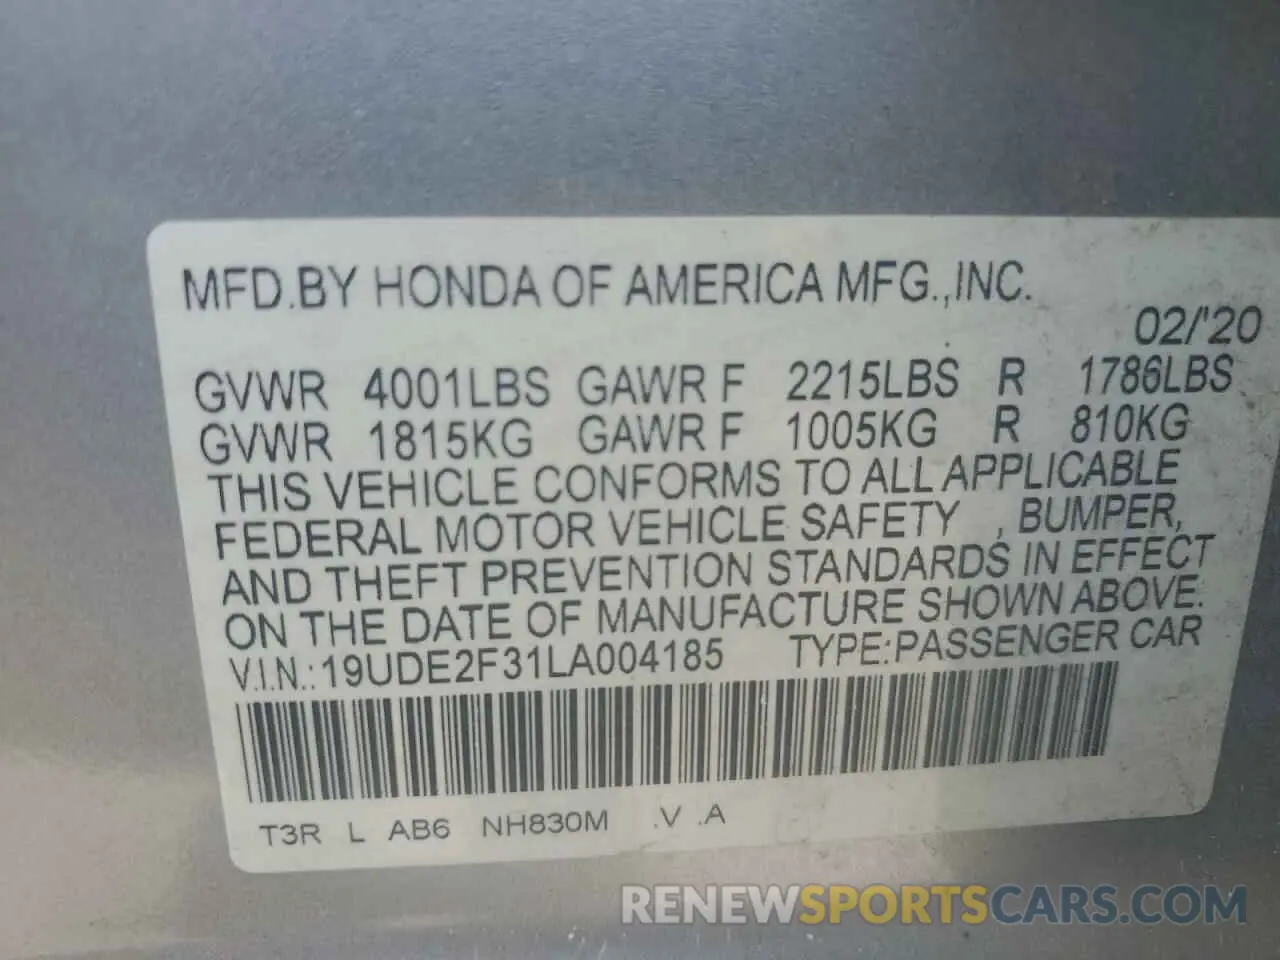 MFD.BY HONDA OF AMERICA MFG.,INC.
02/'20
GVWR 4001LBS GAWR F 2215LBS R 1786LBS
GVWR 1815KG GAWR F 1005KG R 810KG
THIS VEHICLE CONFORMS TO ALL APPLICABLE
FEDERAL MOTOR VEHICLE SAFETY , BUMPER,
AND THEFT PREVENTION STANDARDS IN EFFECT
ON THE DATE OF MANUFACTURE SHOWN ABOVE.
V.I.N.:19UDE2F31LA004185 TYPE:PASSENGER CAR
T3R L AB6 NH830M .V .A
RENEWSPORTSCARS.COM